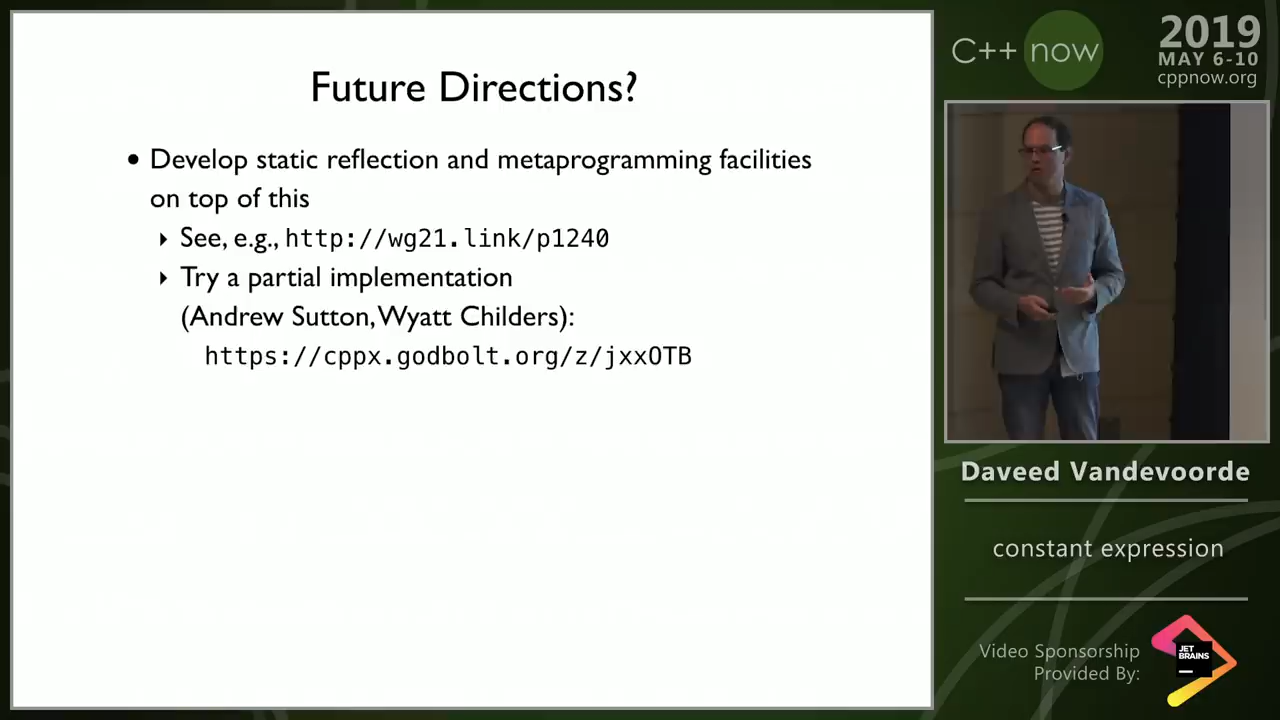 Future Directions?
• Develop static reflection and metaprogramming facilities
on top of this
‣ See, e.g., http://wg21.link/p1240
‣ Try a partial implementation
(Andrew Sutton, Wyatt Childers):
https://cppx.godbolt.org/z/jxxOTB
C++ now
2019
MAY 6-10
cppnow.org
Daveed Vandevoorde
constant expression
Video Sponsorship
Provided By:
JET
BRAINS